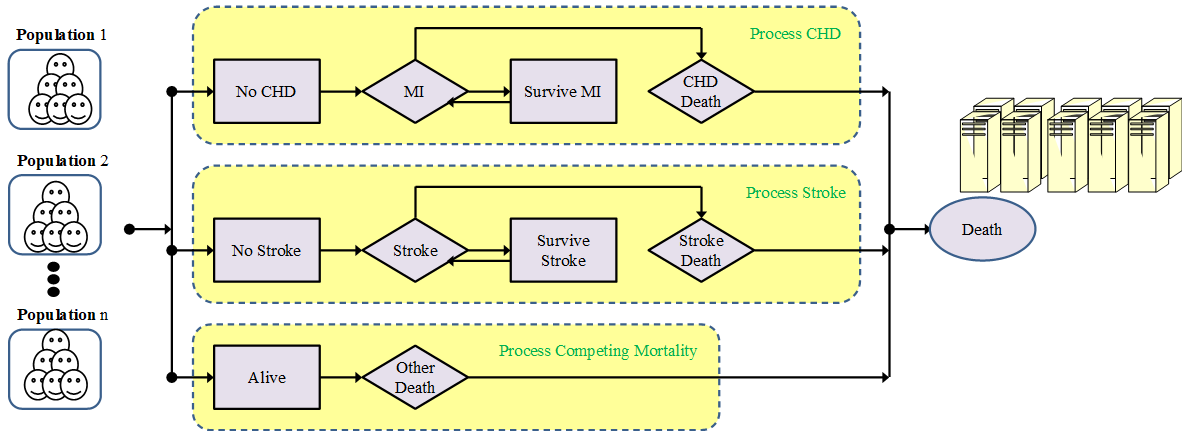 Population 1
Population 2
Population n
Process CHD
No CHD
MI
Survive MI
CHD
Death
Process Stroke
No Stroke
Stroke
Survive
Stroke
Stroke
Death
Process Competing Mortality
Alive
Other
Death
Death